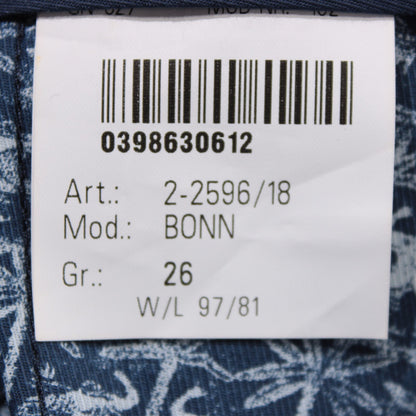 0398630612
Art.: 2-2596/18
Mod.: BONN
Gr.: 26
W/L 97/81